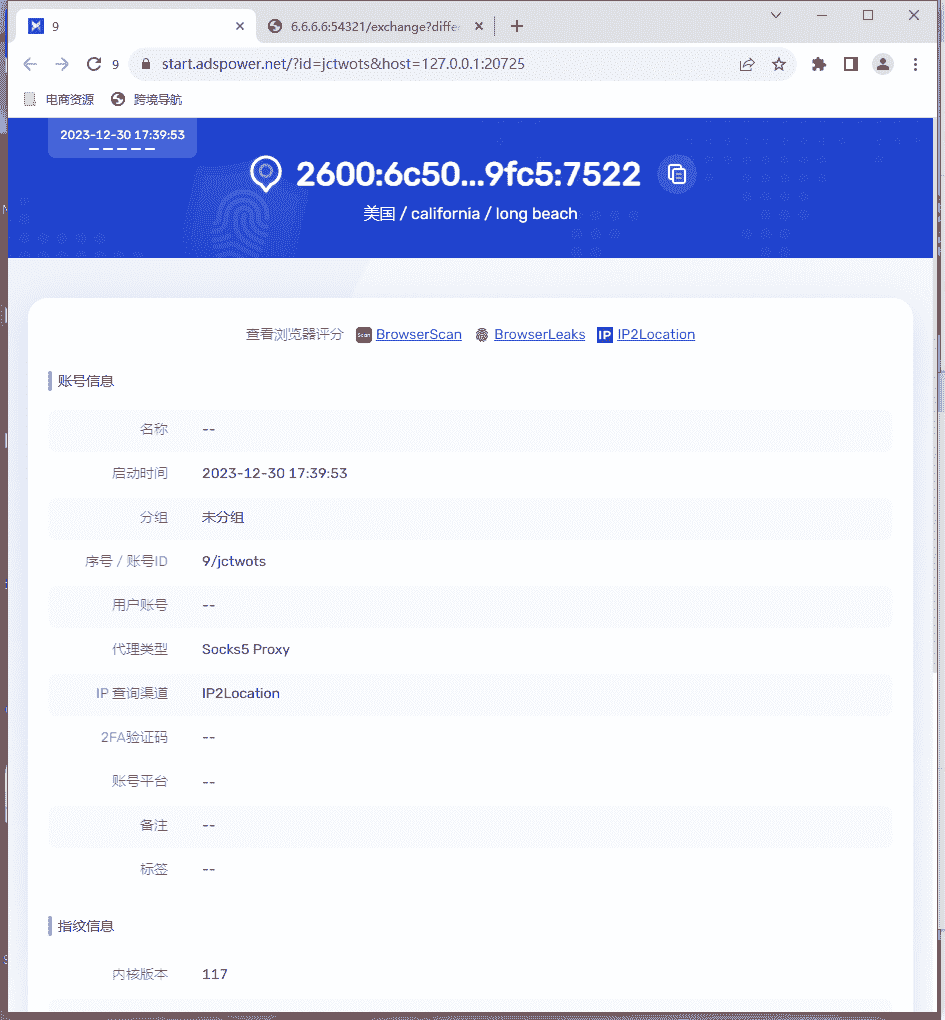 9
6.6.6.6:54321/exchange?differ
9
start.adspower.net/?id=jctwots&host=127.0.0.1:20725
电商资源 跨境导航
2023-12-30 17:39:53
2600:6c50...9fc5:7522
美国 / california / long beach
查看浏览器评分 Scan BrowserScan BrowserLeaks IP IP2Location
账号信息
名称 --
启动时间 2023-12-30 17:39:53
分组 未分组
序号 / 账号ID 9/jctwots
用户账号 --
代理类型 Socks5 Proxy
IP 查询渠道 IP2Location
2FA验证码 --
账号平台 --
备注 --
标签 --
指纹信息
内核版本 117